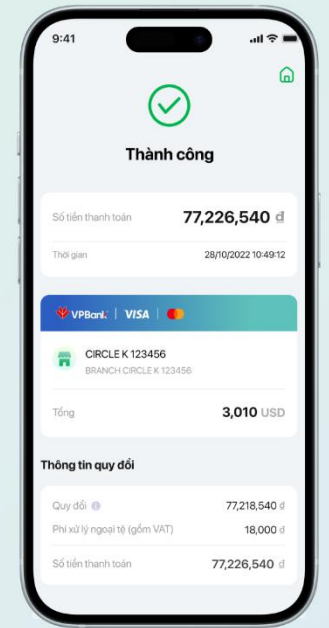 9:41
Thành công
Số tiền thanh toán 77,226,540 đ
Thời gian 28/10/2022 10:49:12
VPBank VISA
CIRCLE K 123456
BRANCH CIRCLE K 123456
Tổng 3,010 USD
Thông tin quy đổi
Quy đổi 77,218,540 đ
Phí xử lý ngoại tệ (gồm VAT) 18,000 đ
Số tiền thanh toán 77,226,540 đ